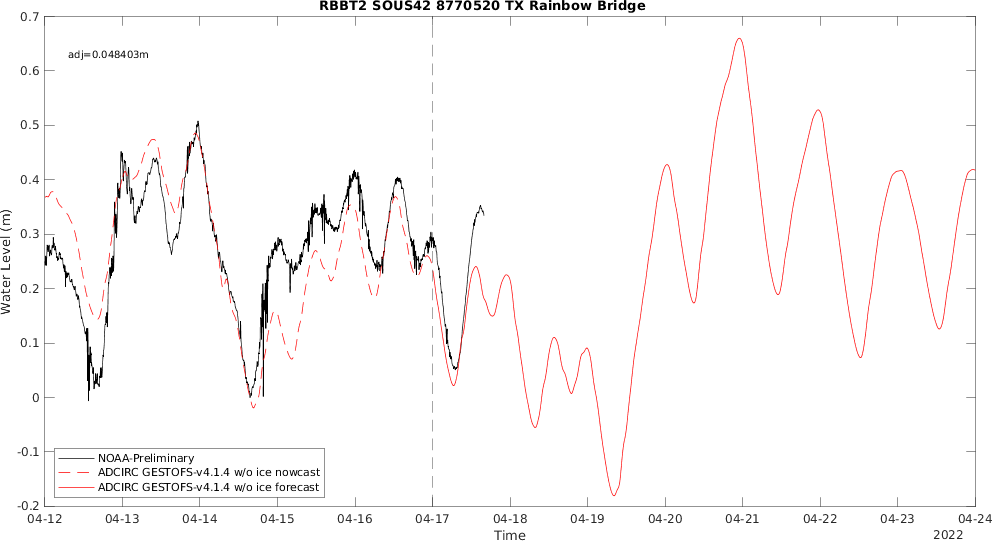 RBBT2 SOUS42 8770520 TX Rainbow Bridge
adj=0.048403m
Water Level (m)
0.7
0.6
0.5
0.4
0.3
0.2
0.1
0
-0.1
-0.2
NOAA-Preliminary
ADCIRC GESTOFS-v4.1.4 w/o ice nowcast
ADCIRC GESTOFS-v4.1.4 w/o ice forecast
04-12 04-13 04-14 04-15 04-16 04-17 04-18 04-19 04-20 04-21 04-22 04-23 04-24
Time
2022